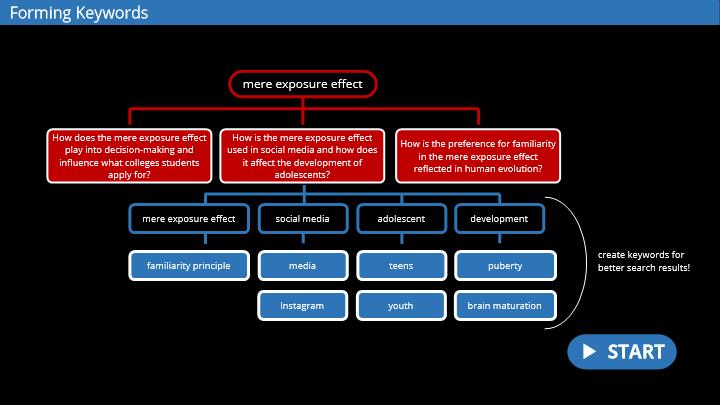 Forming Keywords
mere exposure effect
How does the mere exposure effect
play into decision-making and
influence what colleges students
apply for?
How is the mere exposure effect
used in social media and how does
it affect the development of
adolescents?
How is the preference for familiarity
in the mere exposure effect
reflected in human evolution?
mere exposure effect
social media
adolescent
development
familiarity principle
media
teens
puberty
Instagram
youth
brain maturation
create keywords for
better search results!
START